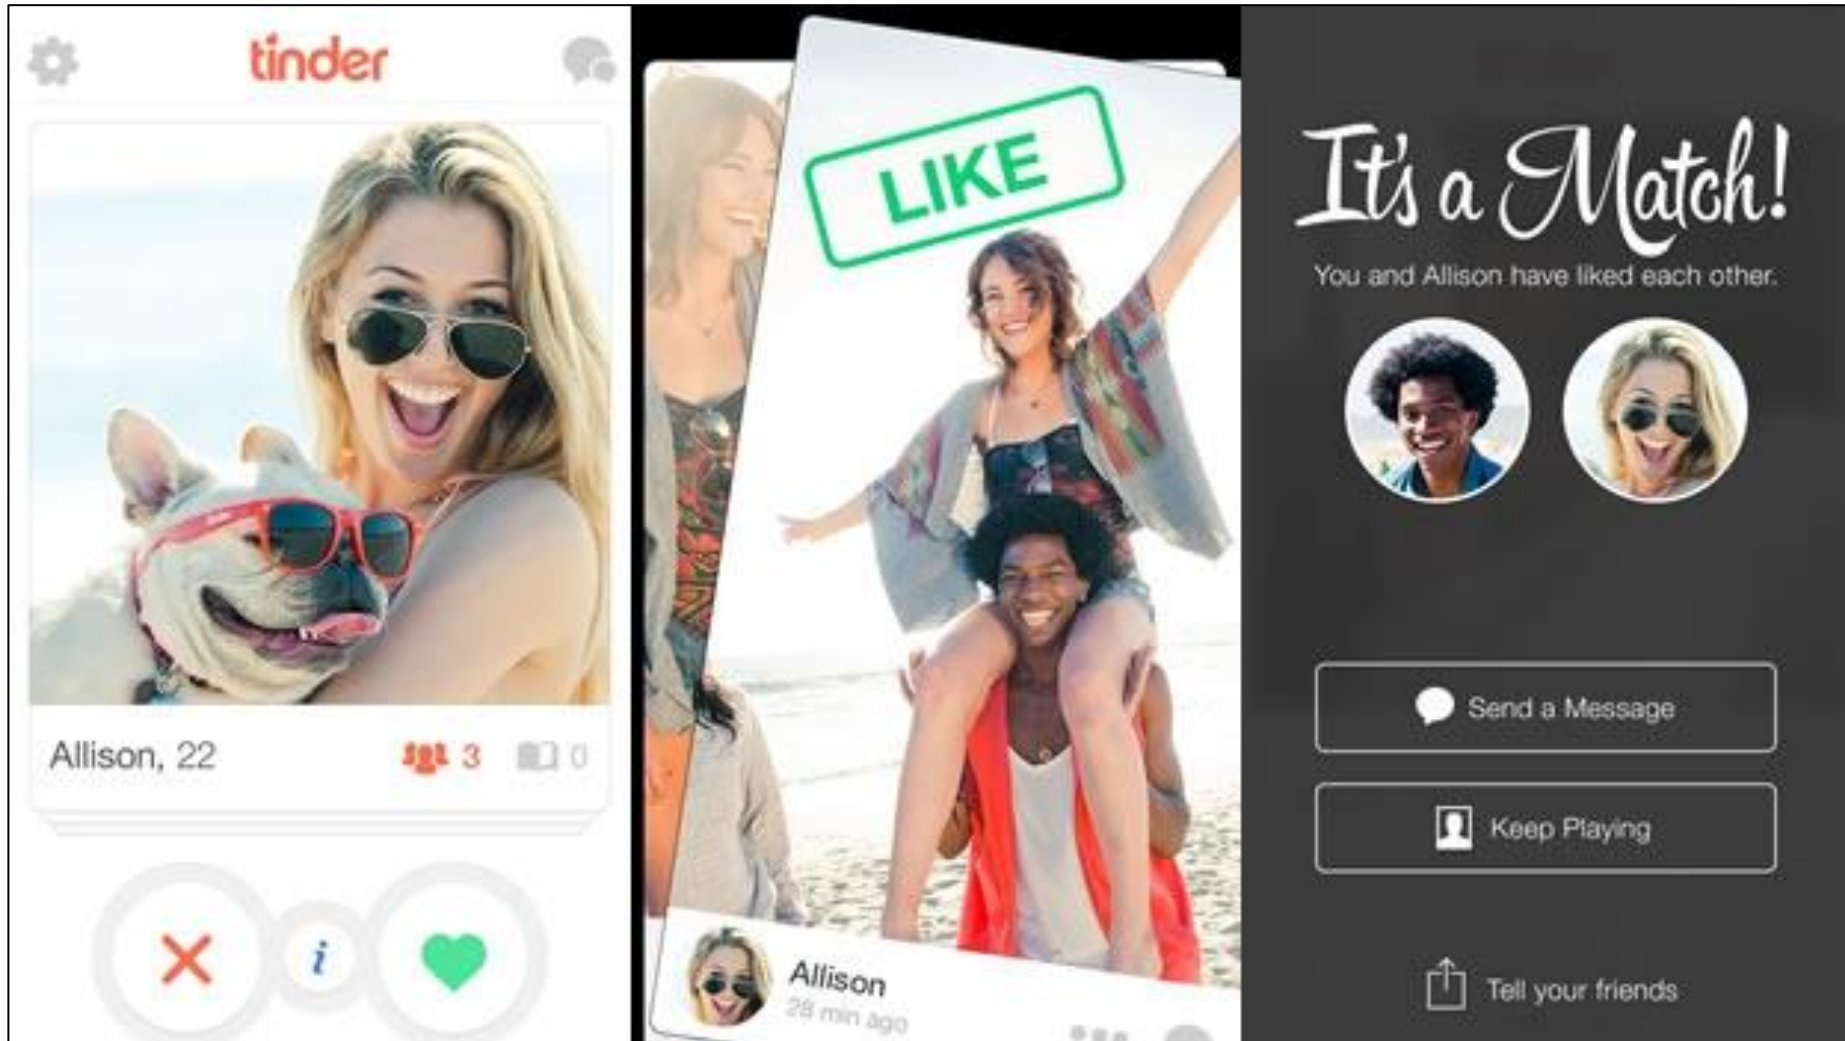 tinder
Allison, 22
3
0
i
LIKE
Allison
28 min ago
It's a Match!
You and Allison have liked each other.
Send a Message
Keep Playing
Tell your friends